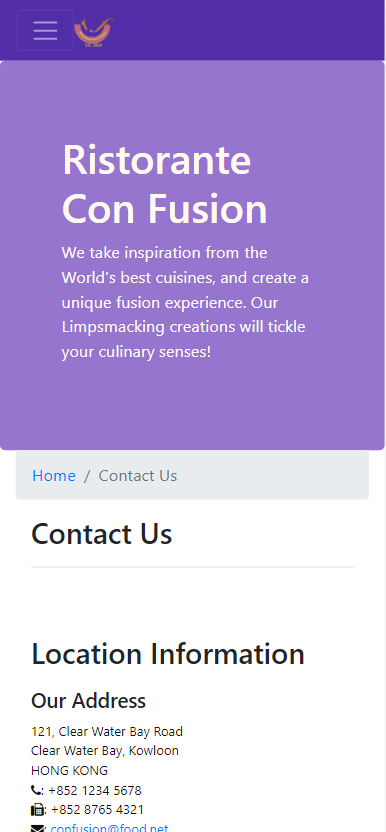 Ristorante
Con Fusion
We take inspiration from the
World's best cuisines, and create a
unique fusion experience. Our
Limpsmacking creations will tickle
your culinary senses!
Home / Contact Us
Contact Us
Location Information
Our Address
121, Clear Water Bay Road
Clear Water Bay, Kowloon
HONG KONG
: +852 1234 5678
: +852 8765 4321
: confusion@food.net